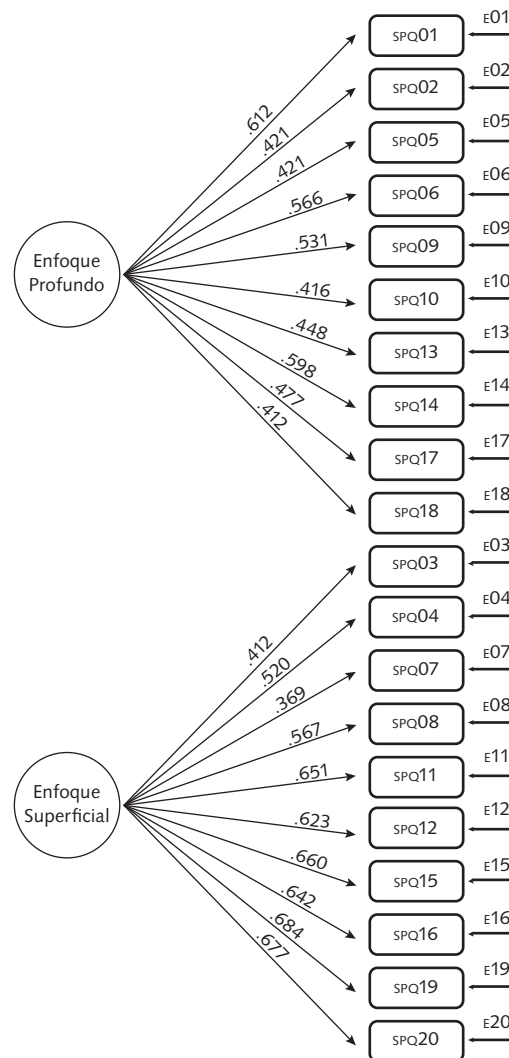 E01
SPQ01
E02
SPQ02
.612
E05
.421
SPQ05
.421
E06
.566
SPQ06
E09
.531
SPQ09
Enfoque
Profundo
E10
.416
SPQ10
E13
.448
SPQ13
.598
E14
.477
SPQ14
.412
E17
SPQ17
E18
SPQ18
E03
SPQ03
E04
SPQ04
.412
.520
E07
SPQ07
.369
E08
.567
SPQ08
E11
.651
SPQ11
Enfoque
Superficial
E12
.623
SPQ12
E15
.660
SPQ15
.642
E16
.684
SPQ16
.677
E19
SPQ19
E20
SPQ20